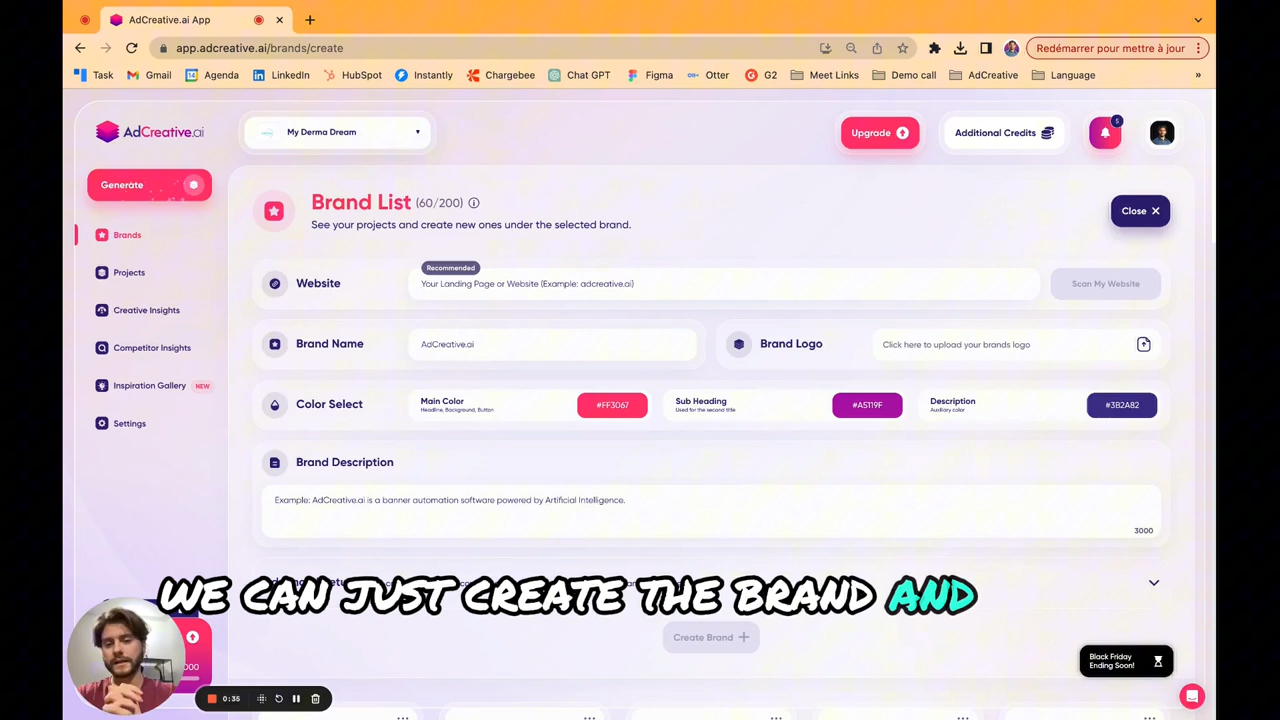 AdCreative.ai App
app.adcreative.ai/brands/create
Redémarrer pour mettre à jour
Task
Gmail
14
Agenda
LinkedIn
HubSpot
Instantly
Chargebee
Chat GPT
Figma
Otter
G2
Meet Links
Demo call
AdCreative
Language
»
AdCreative.ai
My Derma Dream
Upgrade
Additional Credits
5
Generate
Brands
Projects
Creative Insights
Competitor Insights
Inspiration Gallery NEW
Settings
Brand List (60/200)
See your projects and create new ones under the selected brand.
Close X
Website
Recommended
Your Landing Page or Website (Example: adcreative.ai)
Scan My Website
Brand Name
AdCreative.ai
Brand Logo
Click here to upload your brands logo
Color Select
Main Color
Headline, Background, Button
#FF3067
Sub Heading
Used for the second title
#A5119F
Description
Auxiliary color
#3B2A82
Brand Description
Example: AdCreative.ai is a banner automation software powered by Artificial Intelligence.
3000
WE CAN JUST CREATE THE BRAND AND
Create Brand +
Black Friday
Ending Soon!
0:35